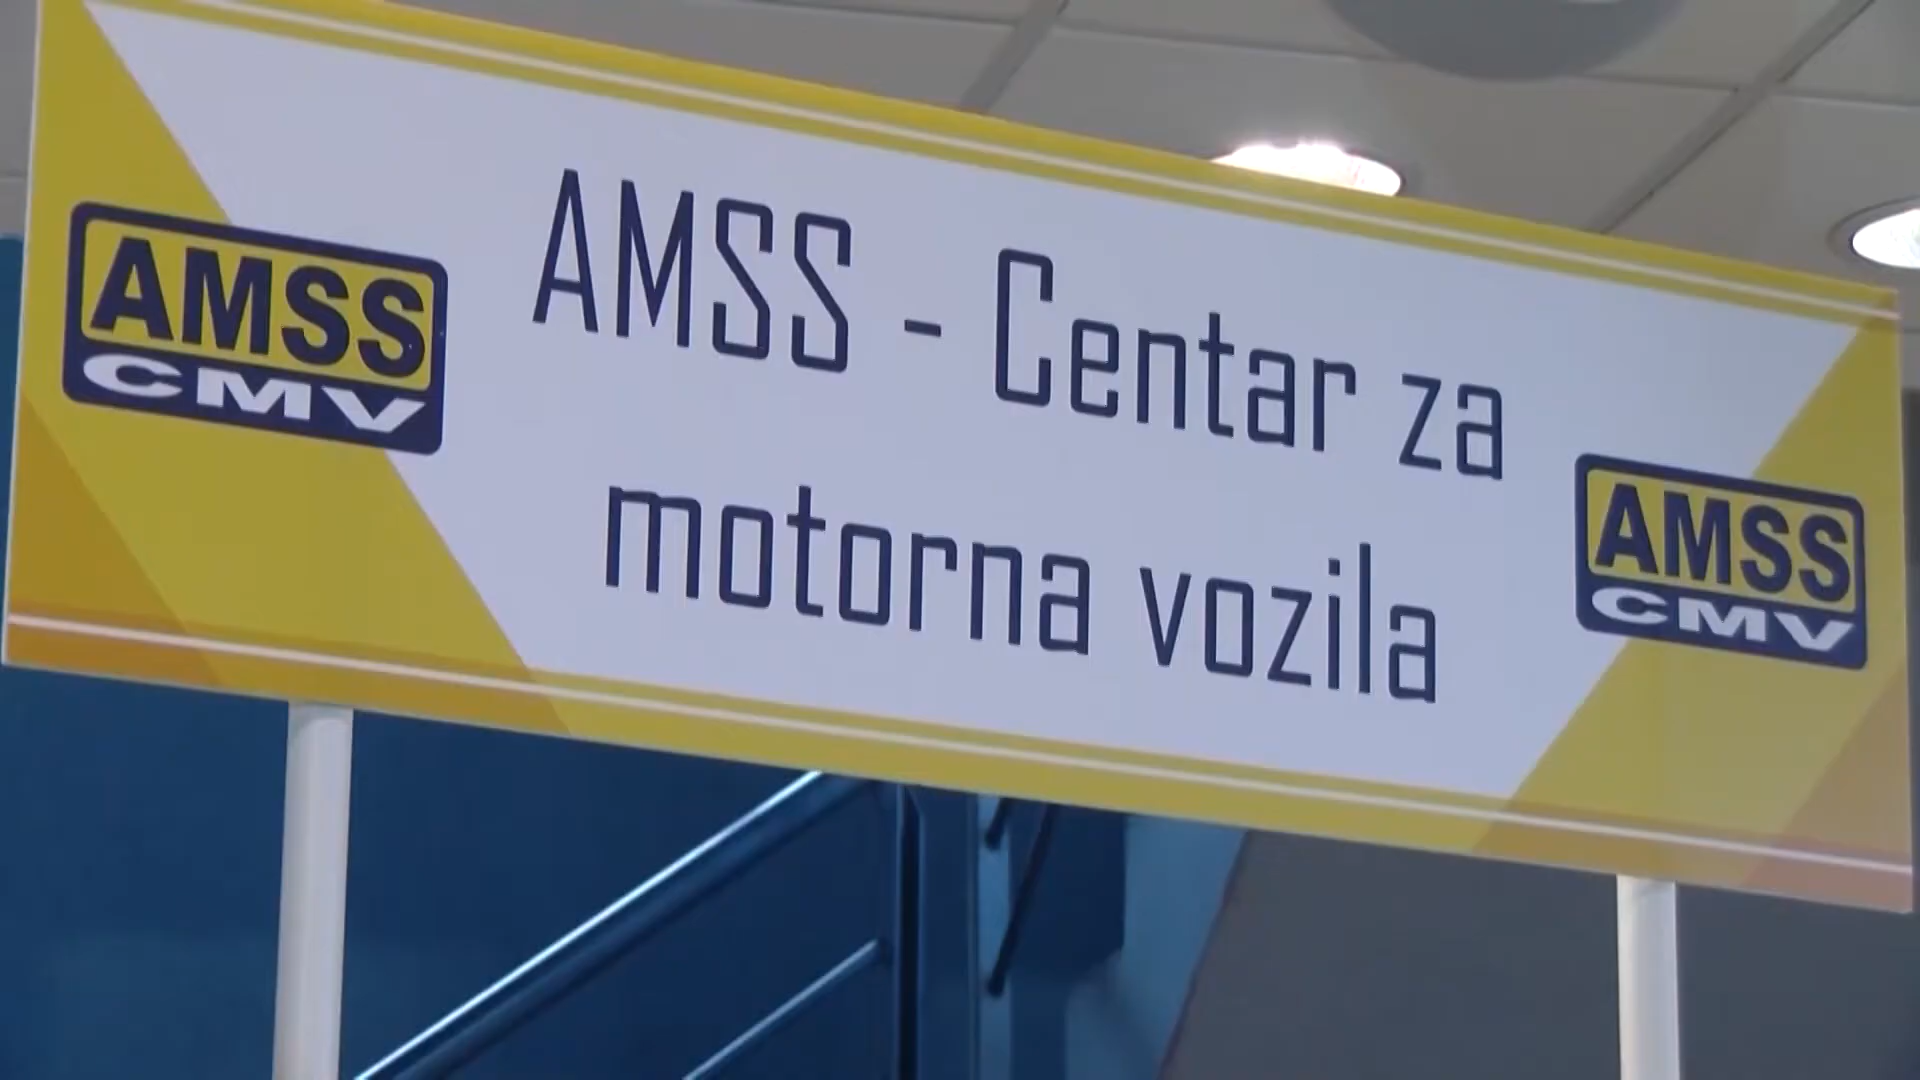 AMSS
CMV
AMSS - Centar za
motorna vozila
AMSS
CMV